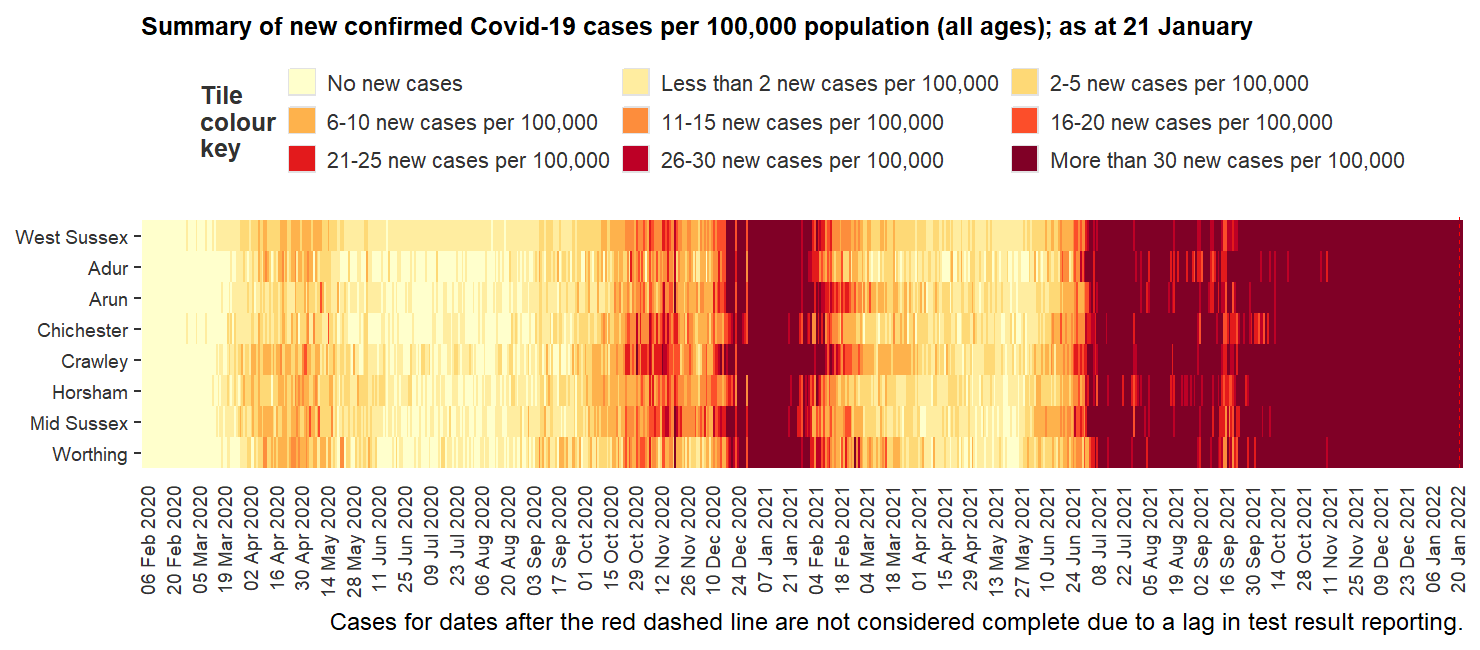 Summary of new confirmed Covid-19 cases per 100,000 population (all ages); as at 21 January
Tile
colour
key
No new cases
Less than 2 new cases per 100,000
2-5 new cases per 100,000
6-10 new cases per 100,000
11-15 new cases per 100,000
16-20 new cases per 100,000
21-25 new cases per 100,000
26-30 new cases per 100,000
More than 30 new cases per 100,000
West Sussex
Adur
Arun
Chichester
Crawley
Horsham
Mid Sussex
Worthing
06 Feb 2020
20 Feb 2020
05 Mar 2020
19 Mar 2020
02 Apr 2020
16 Apr 2020
30 Apr 2020
14 May 2020
28 May 2020
11 Jun 2020
25 Jun 2020
09 Jul 2020
23 Jul 2020
06 Aug 2020
20 Aug 2020
03 Sep 2020
17 Sep 2020
01 Oct 2020
15 Oct 2020
29 Oct 2020
12 Nov 2020
26 Nov 2020
10 Dec 2020
24 Dec 2020
07 Jan 2021
21 Jan 2021
04 Feb 2021
18 Feb 2021
04 Mar 2021
18 Mar 2021
01 Apr 2021
15 Apr 2021
29 Apr 2021
13 May 2021
27 May 2021
10 Jun 2021
24 Jun 2021
08 Jul 2021
22 Jul 2021
05 Aug 2021
19 Aug 2021
02 Sep 2021
16 Sep 2021
30 Sep 2021
14 Oct 2021
28 Oct 2021
11 Nov 2021
25 Nov 2021
09 Dec 2021
23 Dec 2021
06 Jan 2022
20 Jan 2022
Cases for dates after the red dashed line are not considered complete due to a lag in test result reporting.